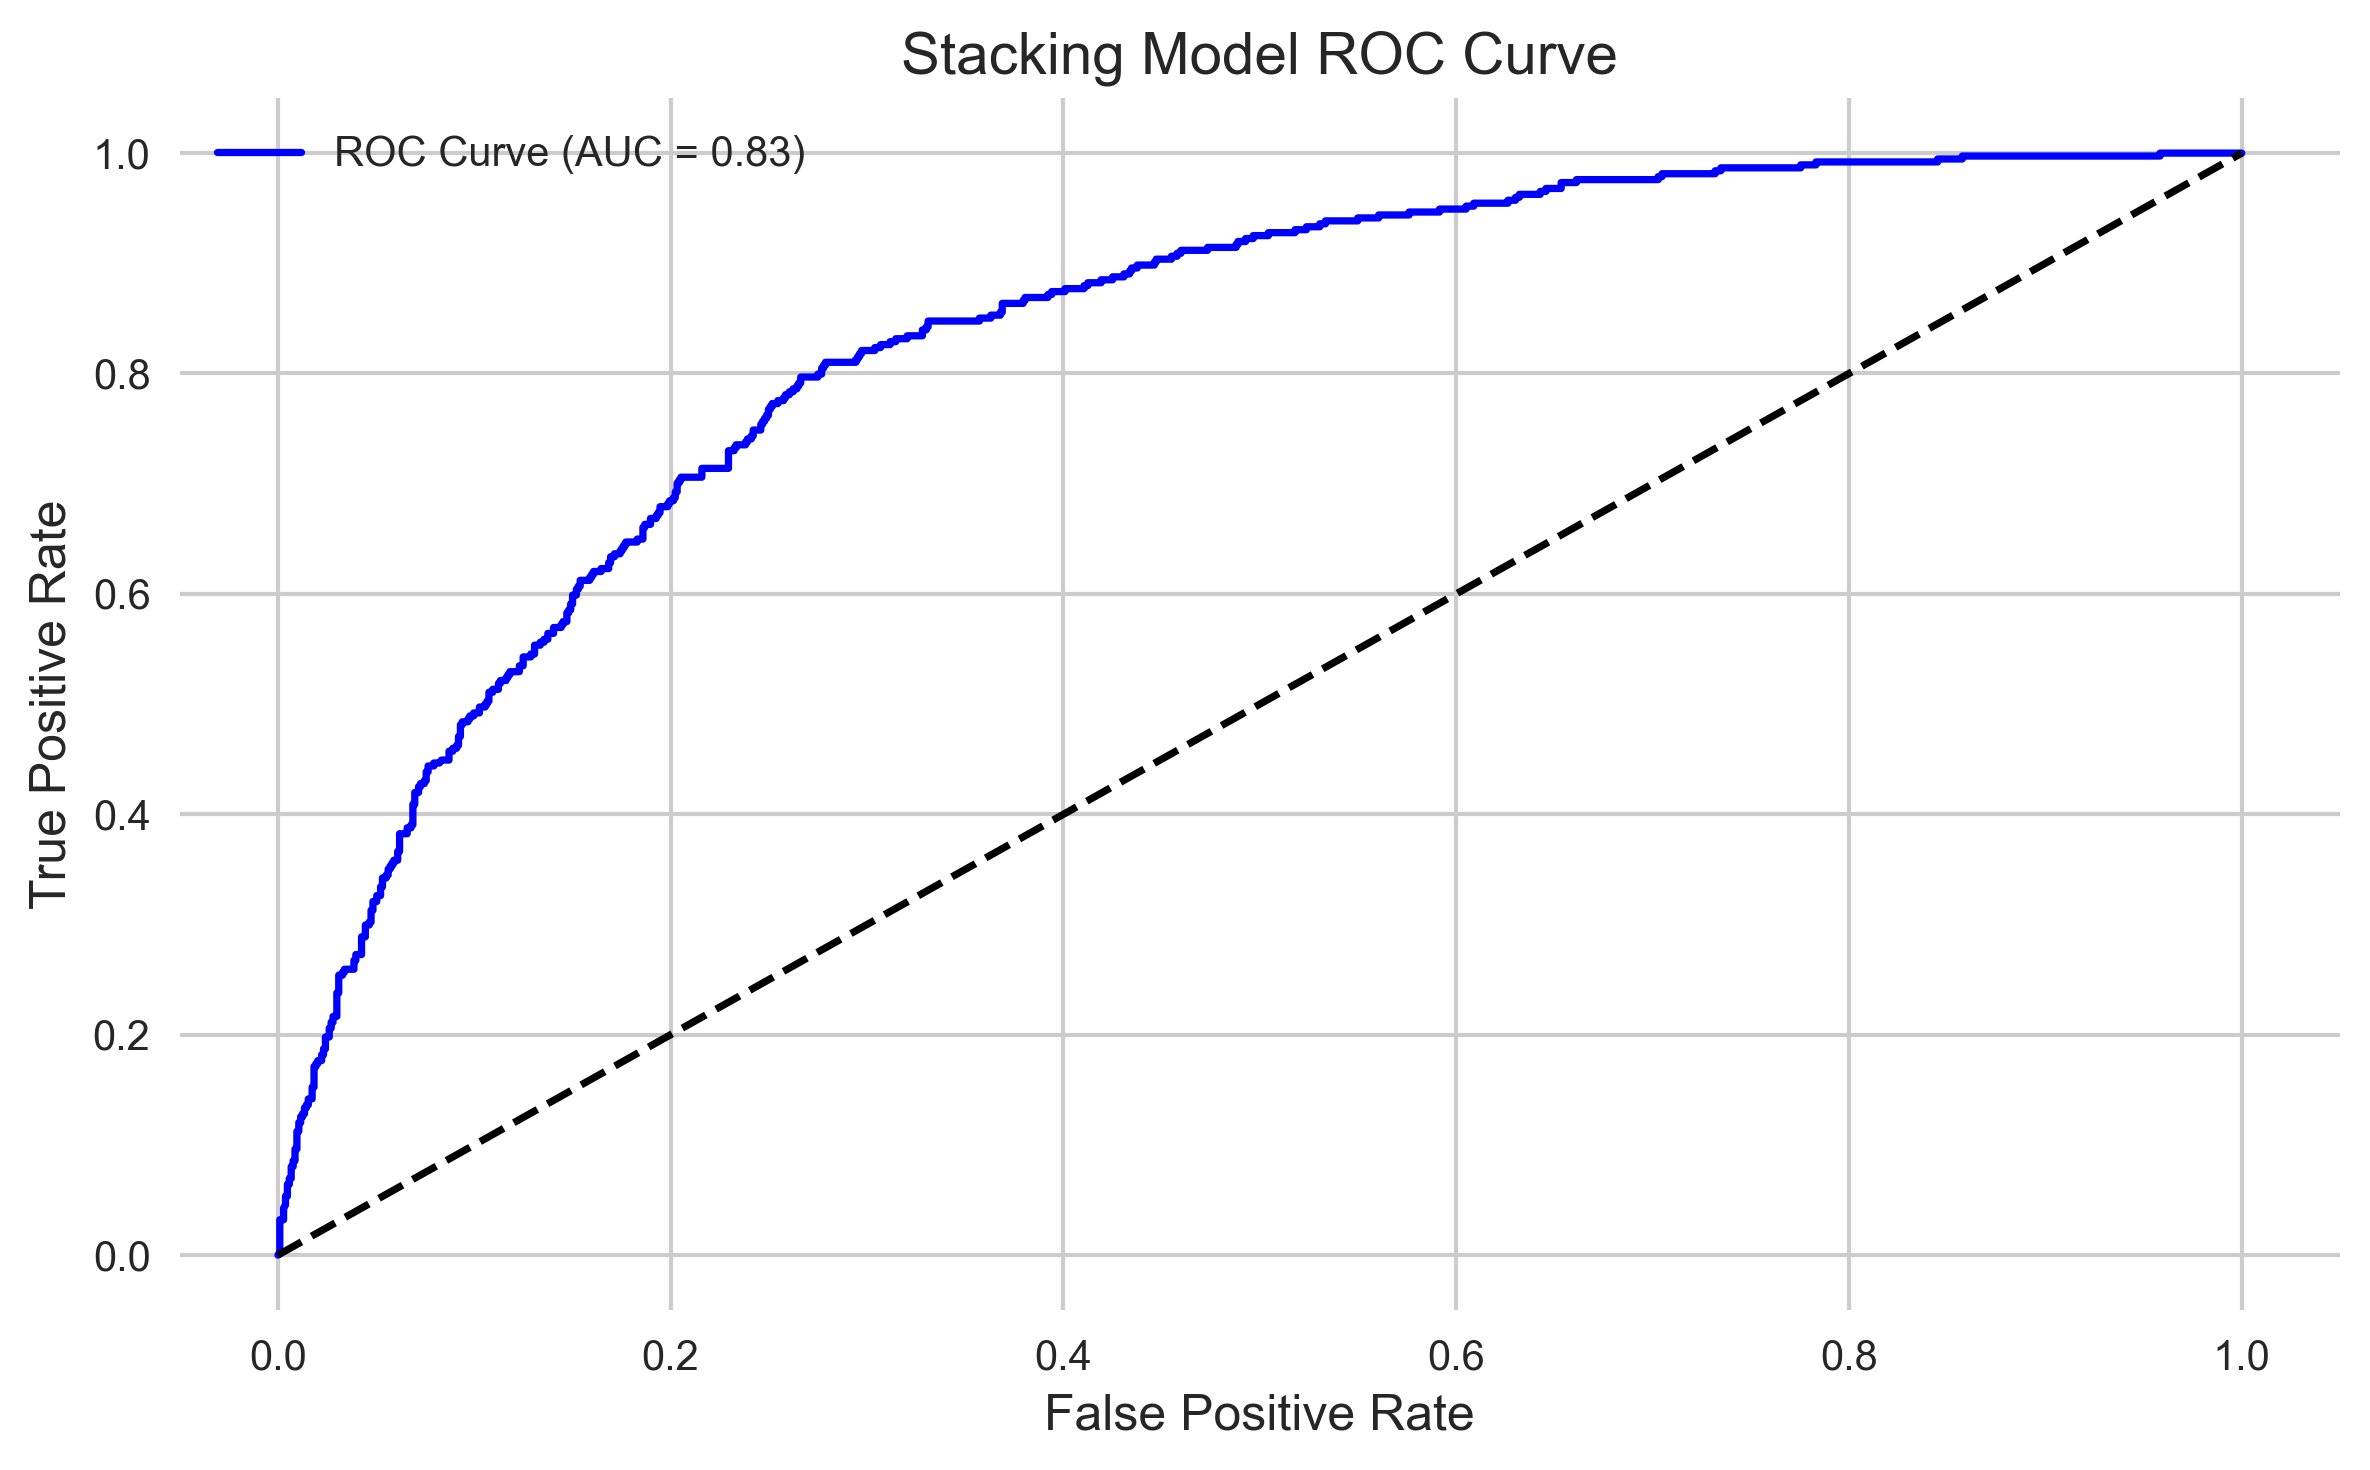 Stacking Model ROC Curve
ROC Curve (AUC = 0.83)
True Positive Rate
1.0
0.8
0.6
0.4
0.2
0.0
0.0 0.2 0.4 0.6 0.8 1.0
False Positive Rate